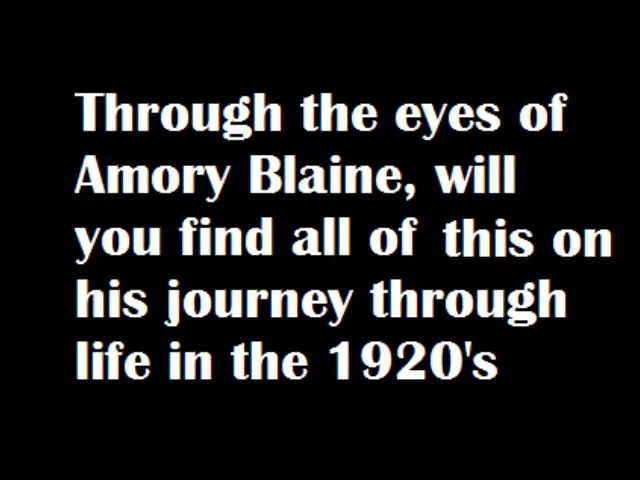 Through the eyes of
Amory Blaine, will
you find all of this on
his journey through
life in the 1920's